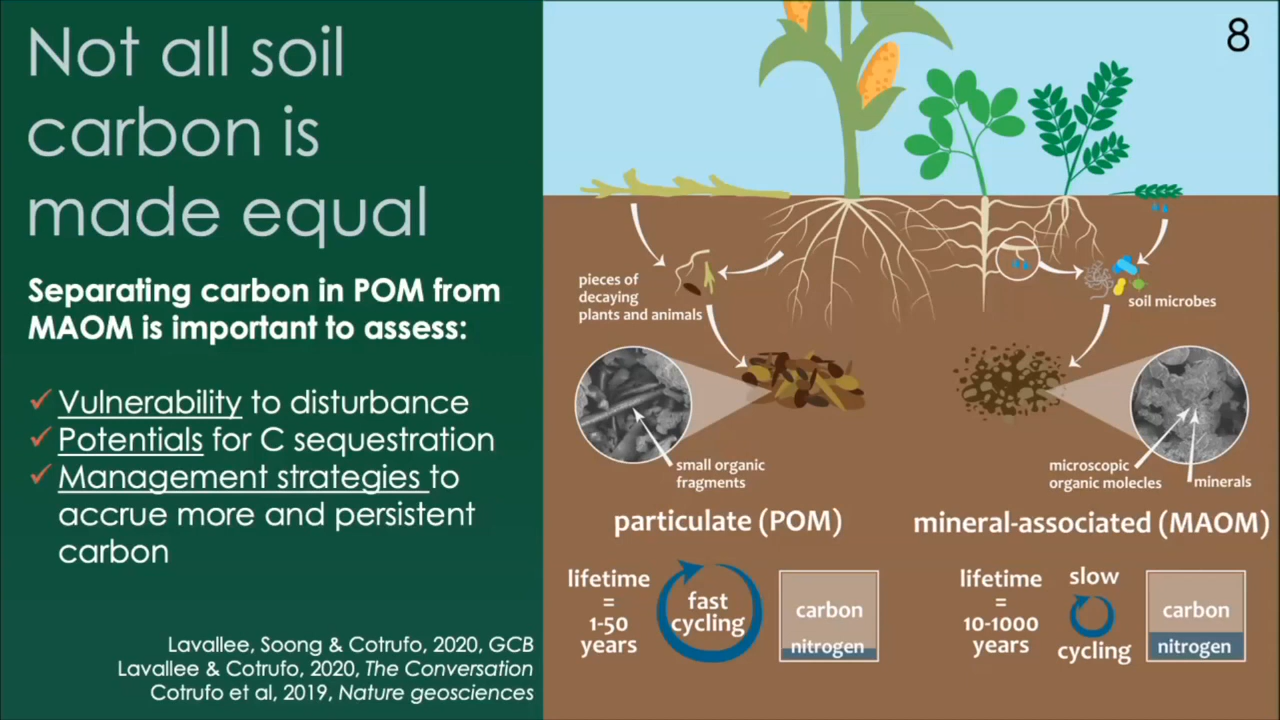 Not all soil
carbon is
made equal
Separating carbon in POM from
MAOM is important to assess:
✓ Vulnerability to disturbance
✓ Potentials for C sequestration
✓ Management strategies to
accrue more and persistent
carbon
Lavallee, Soong & Cotrufo, 2020, GCB
Lavallee & Cotrufo, 2020, The Conversation
Cotrufo et al, 2019, Nature geosciences
8
pieces of
decaying
plants and animals
soil microbes
small organic
fragments
microscopic
organic molecles
minerals
particulate (POM)
mineral-associated (MAOM)
lifetime
=
1-50
years
fast
cycling
carbon
nitrogen
lifetime
=
10-1000
years
slow
cycling
carbon
nitrogen